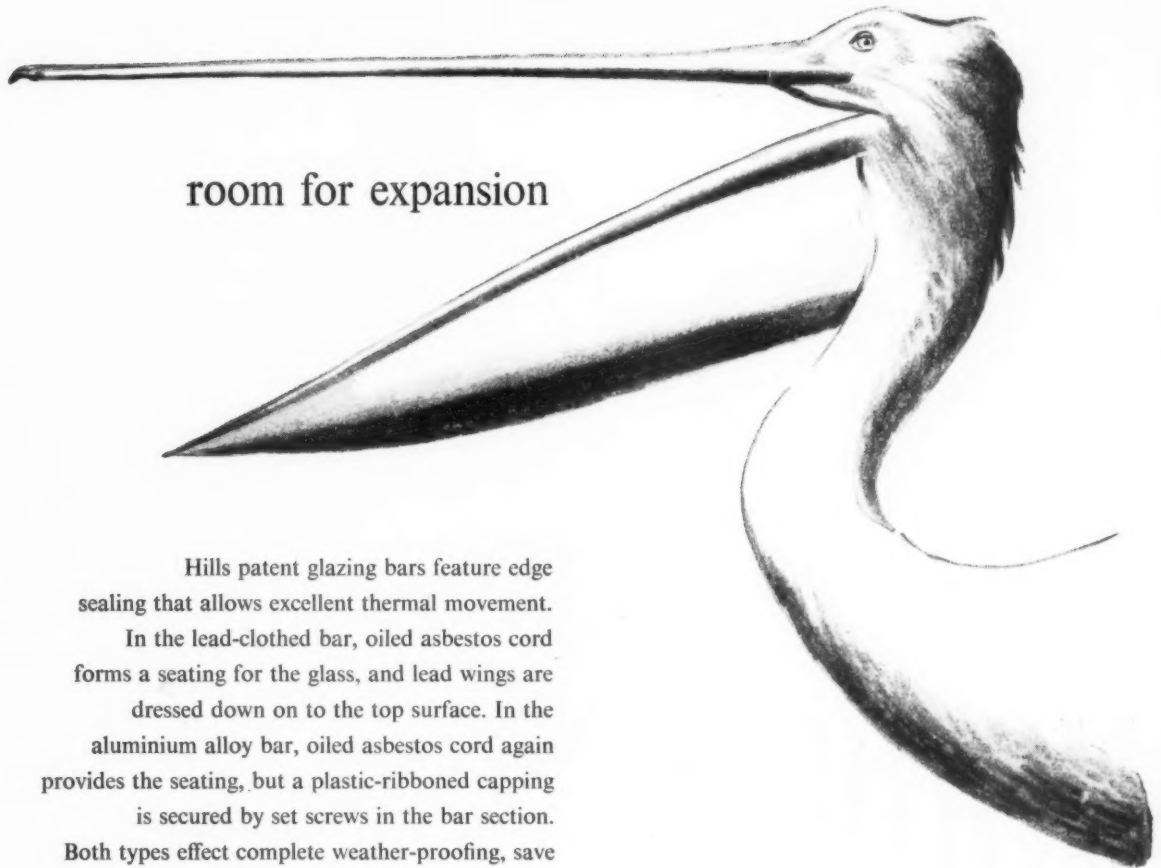 room for expansion
Hills patent glazing bars feature edge
sealing that allows excellent thermal movement.
In the lead-clothed bar, oiled asbestos cord
forms a seating for the glass, and lead wings are
dressed down on to the top surface. In the
aluminium alloy bar, oiled asbestos cord again
provides the seating, but a plastic-ribboned capping
is secured by set screws in the bar section.
Both types effect complete weather-proofing, save